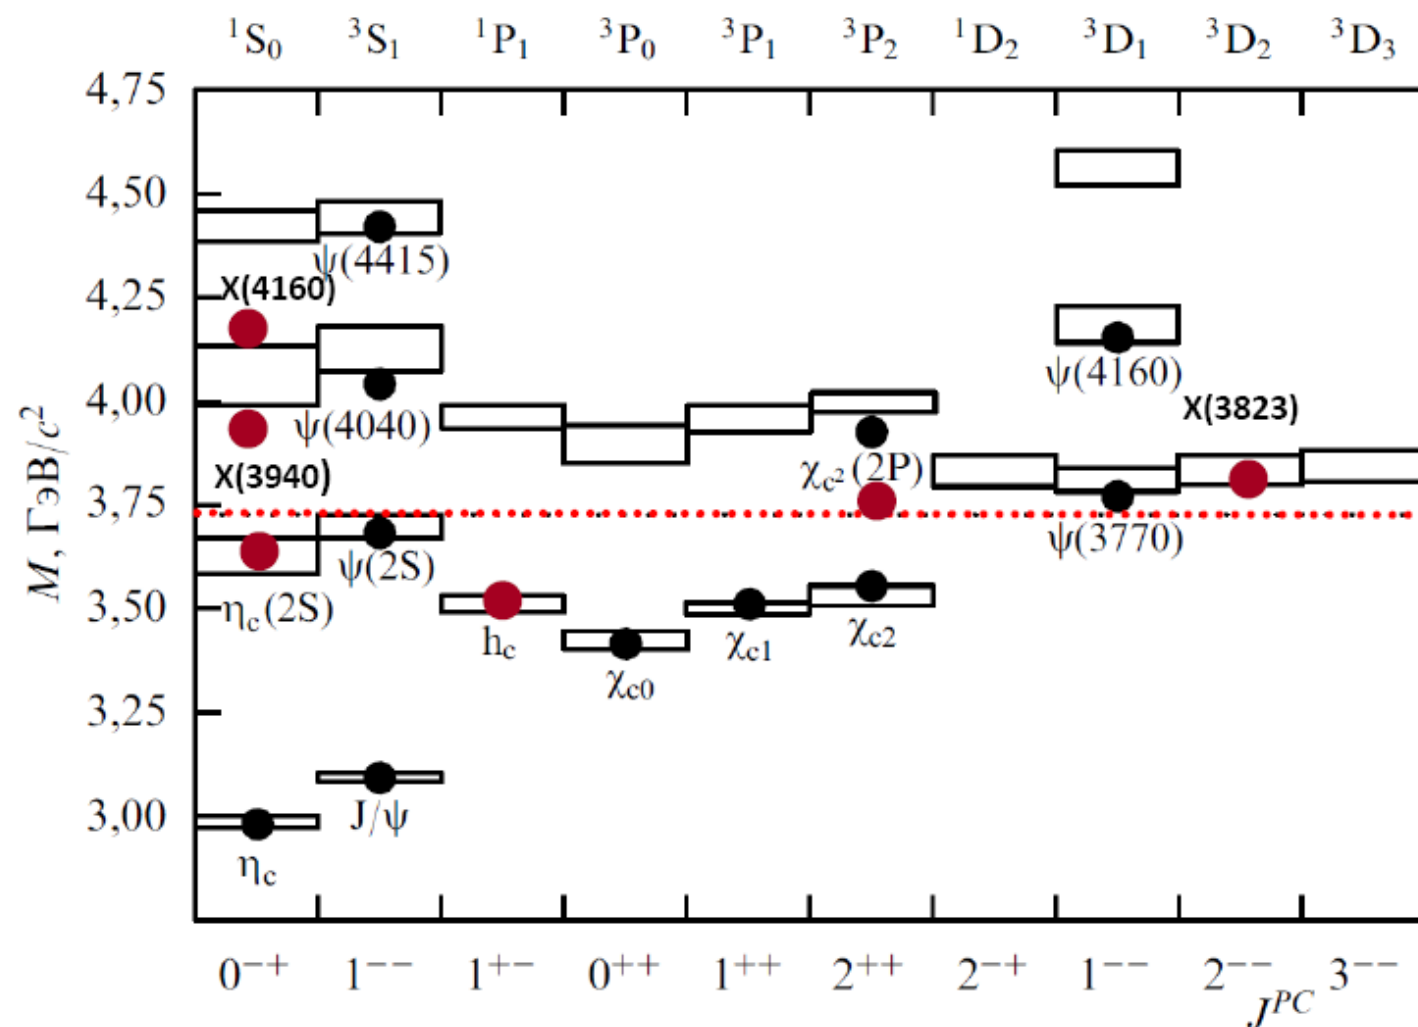 ¹S₀ ³S₁ ¹P₁ ³P₀ ³P₁ ³P₂ ¹D₂ ³D₁ ³D₂ ³D₃
4,75
4,50
ψ(4415)
X(4160)
4,25
ψ(4160)
4,00
X(3823)
ψ(4040)
χc²(2P)
X(3940)
3,75
ψ(3770)
ψ(2S)
ηc(2S)
3,50
hc
χc1
χc2
χc0
3,25
J/ψ
3,00
ηc
M, ГэВ/c²
0⁻⁺ 1⁻⁻ 1⁺⁻ 0⁺⁺ 1⁺⁺ 2⁺⁺ 2⁻⁺ 1⁻⁻ 2⁻⁻ 3⁻⁻
Jᴾᶜ